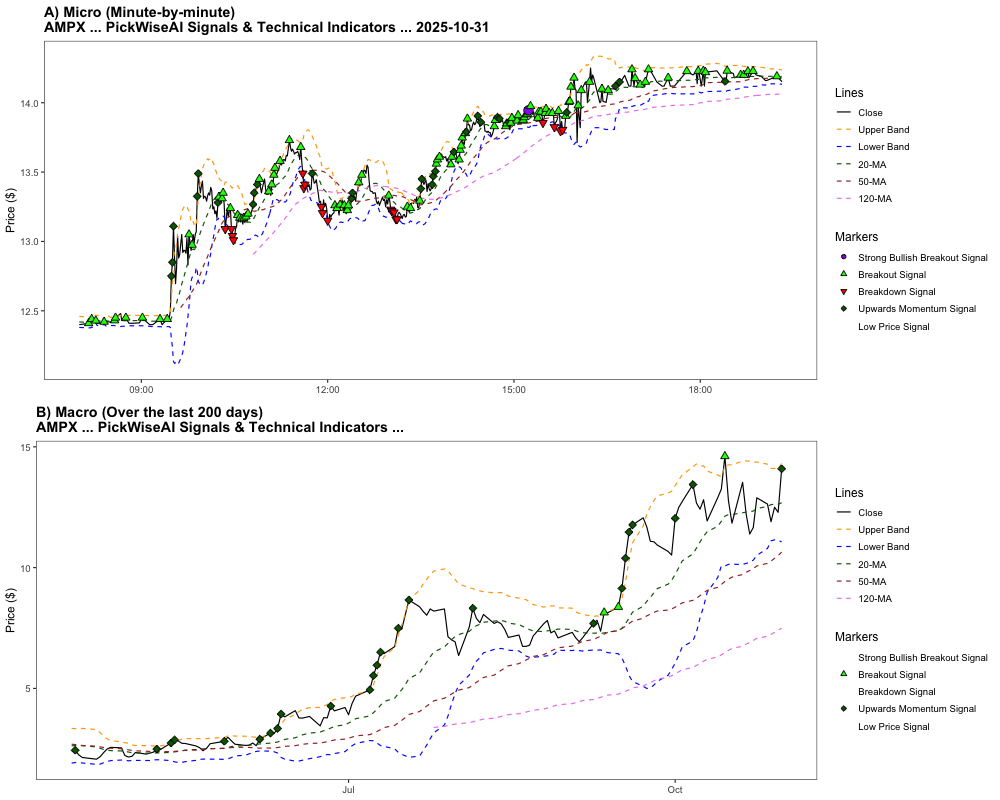 A) Micro (Minute-by-minute)
AMPX ... PickWiseAI Signals & Technical Indicators ... 2025-10-31
Price ($)
14.0
13.5
13.0
12.5
09:00
12:00
15:00
18:00
Lines
Close
Upper Band
Lower Band
20-MA
50-MA
120-MA
Markers
Strong Bullish Breakout Signal
Breakout Signal
Breakdown Signal
Upwards Momentum Signal
Low Price Signal
B) Macro (Over the last 200 days)
AMPX ... PickWiseAI Signals & Technical Indicators ...
Price ($)
15
10
5
Jul
Oct
Lines
Close
Upper Band
Lower Band
20-MA
50-MA
120-MA
Markers
Strong Bullish Breakout Signal
Breakout Signal
Breakdown Signal
Upwards Momentum Signal
Low Price Signal